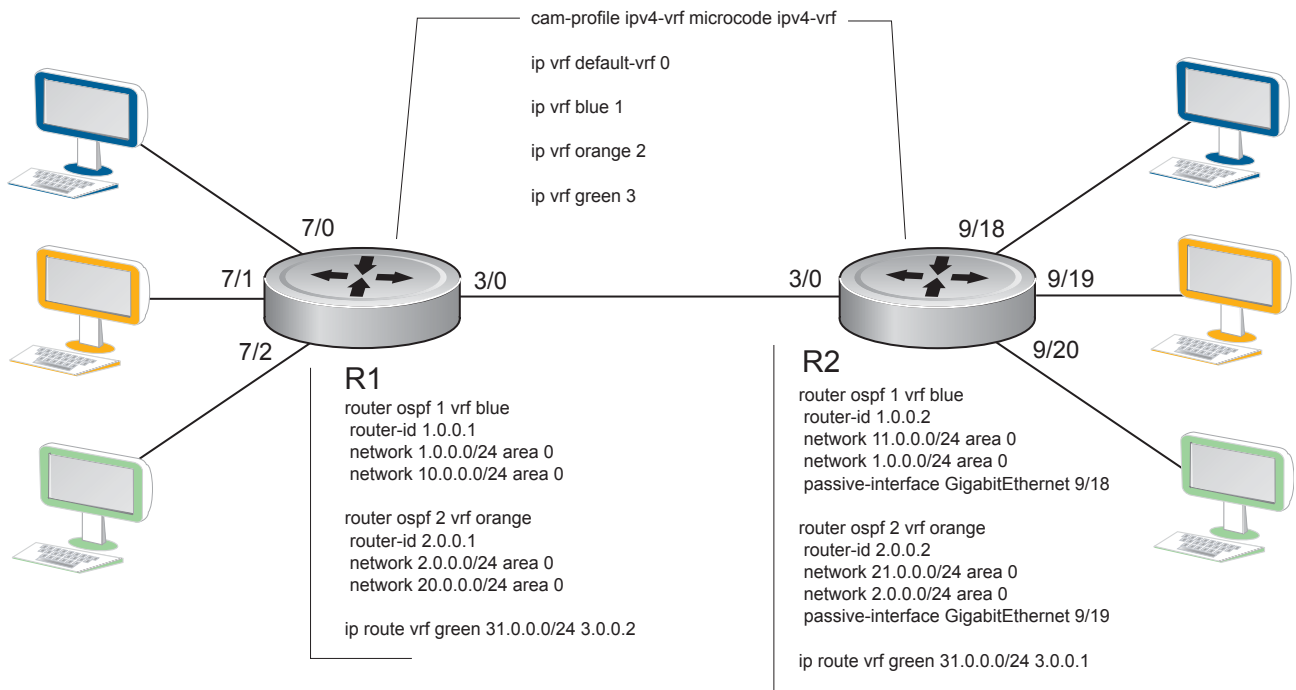 cam-profile ipv4-vrf microcode ipv4-vrf
ip vrf default-vrf 0
ip vrf blue 1
ip vrf orange 2
ip vrf green 3
7/0
7/1
7/2
3/0
3/0
9/18
9/19
9/20
R1
router ospf 1 vrf blue
router-id 1.0.0.1
network 1.0.0.0/24 area 0
network 10.0.0.0/24 area 0
router ospf 2 vrf orange
router-id 2.0.0.1
network 2.0.0.0/24 area 0
network 20.0.0.0/24 area 0
ip route vrf green 31.0.0.0/24 3.0.0.2
R2
router ospf 1 vrf blue
router-id 1.0.0.2
network 11.0.0.0/24 area 0
network 1.0.0.0/24 area 0
passive-interface GigabitEthernet 9/18
router ospf 2 vrf orange
router-id 2.0.0.2
network 21.0.0.0/24 area 0
network 2.0.0.0/24 area 0
passive-interface GigabitEthernet 9/19
ip route vrf green 31.0.0.0/24 3.0.0.1